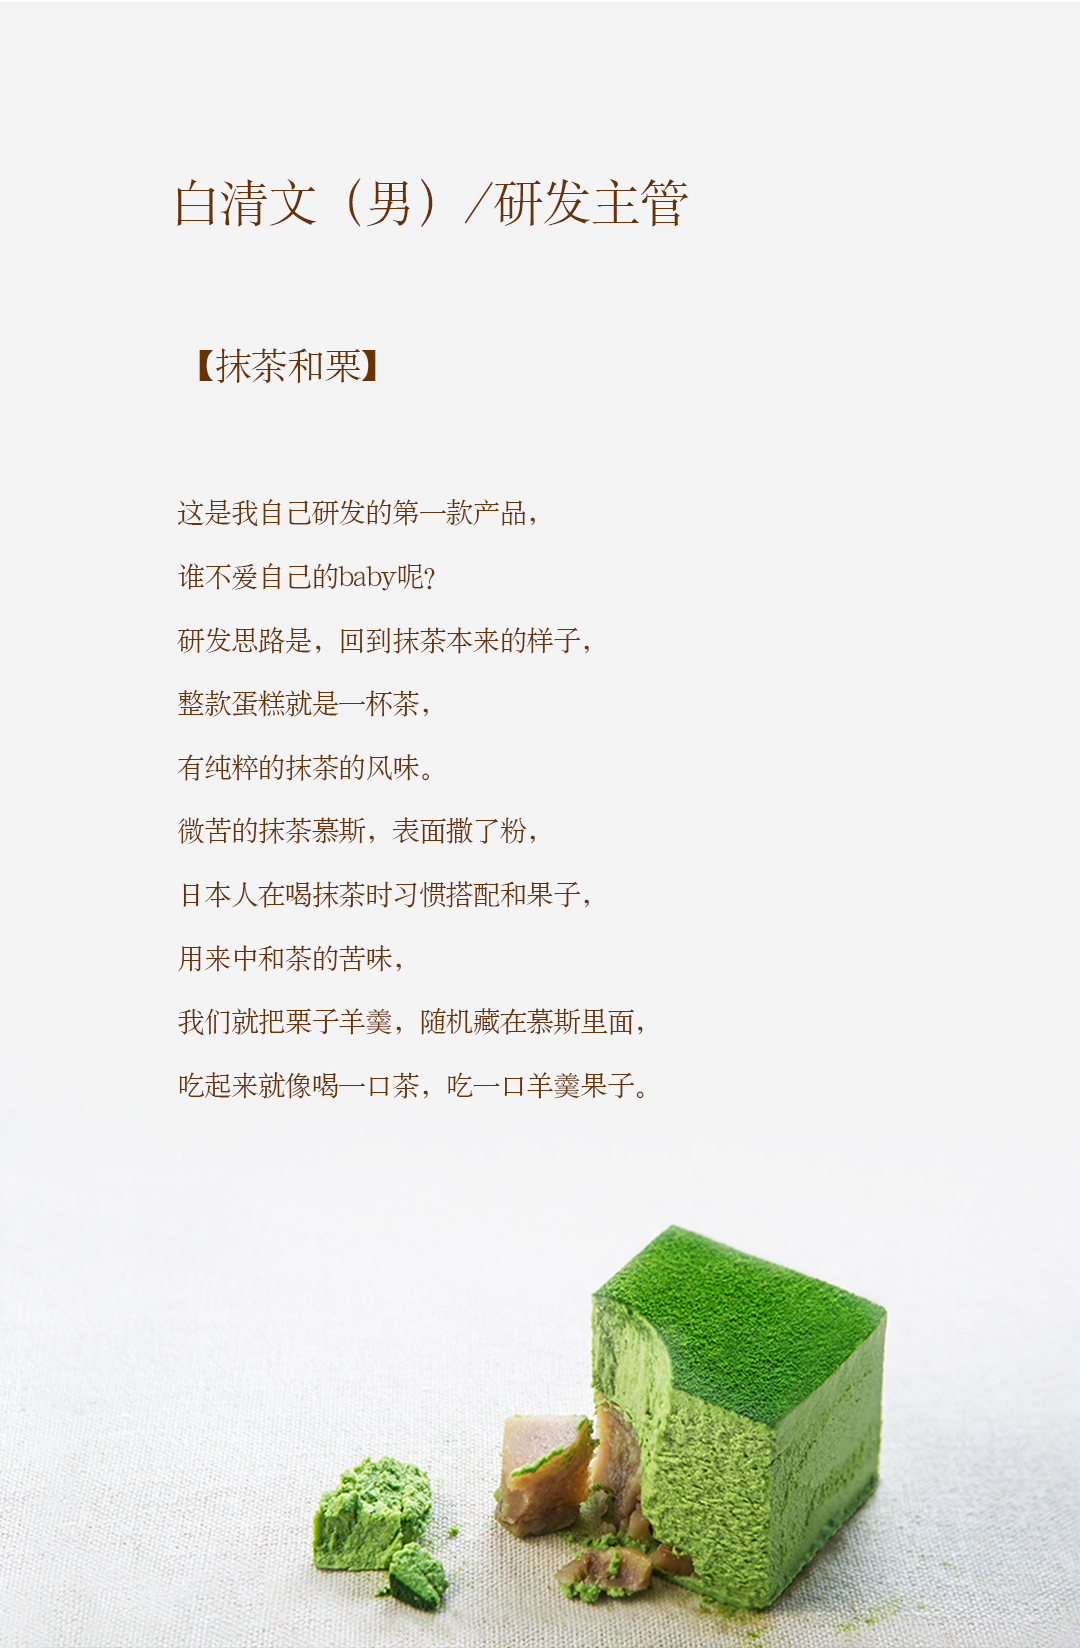 白清文（男）/研发主管
【抹茶和栗】
这是我自己研发的第一款产品，
谁不爱自己的baby呢？
研发思路是，回到抹茶本来的样子，
整款蛋糕就是一杯茶，
有纯粹的抹茶的风味。
微苦的抹茶慕斯，表面撒了粉，
日本人在喝抹茶时习惯搭配和果子，
用来中和茶的苦味，
我们就把栗子羊羹，随机藏在慕斯里面，
吃起来就像喝一口茶，吃一口羊羹果子。